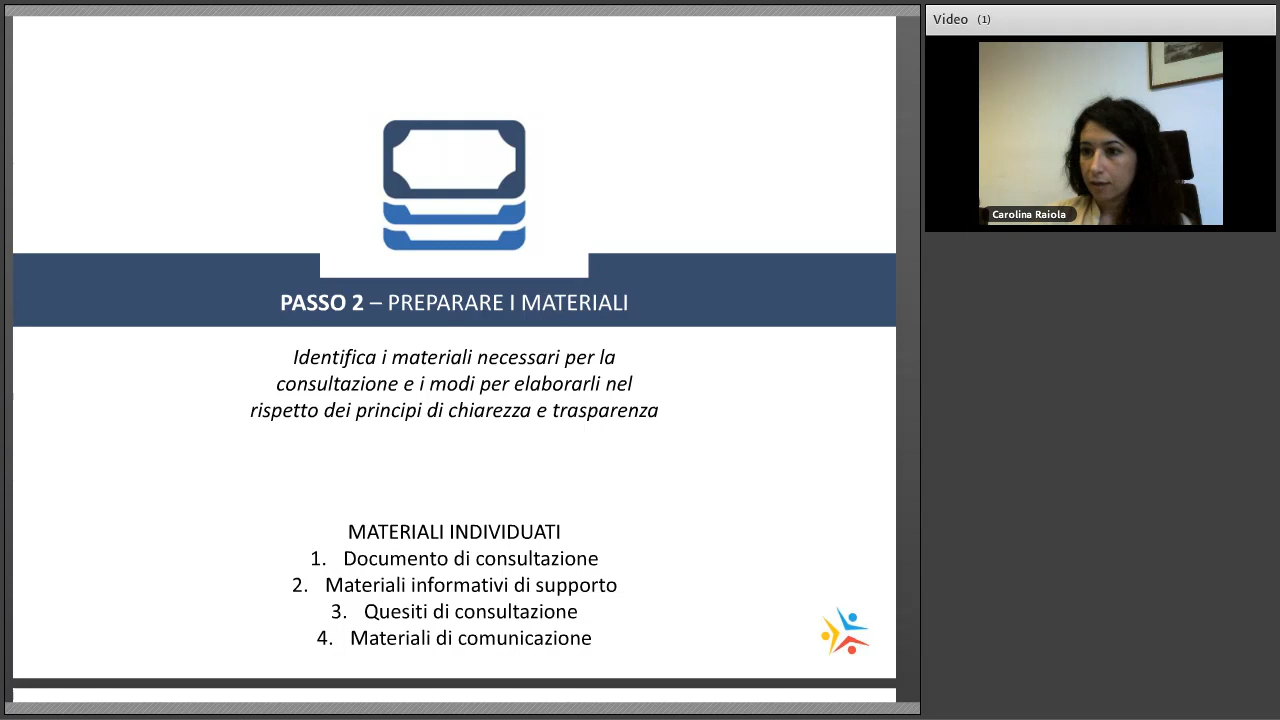 Video (1)
Carolina Raiola
PASSO 2 – PREPARARE I MATERIALI
Identifica i materiali necessari per la
consultazione e i modi per elaborarli nel
rispetto dei principi di chiarezza e trasparenza
MATERIALI INDIVIDUATI
1. Documento di consultazione
2. Materiali informativi di supporto
3. Quesiti di consultazione
4. Materiali di comunicazione